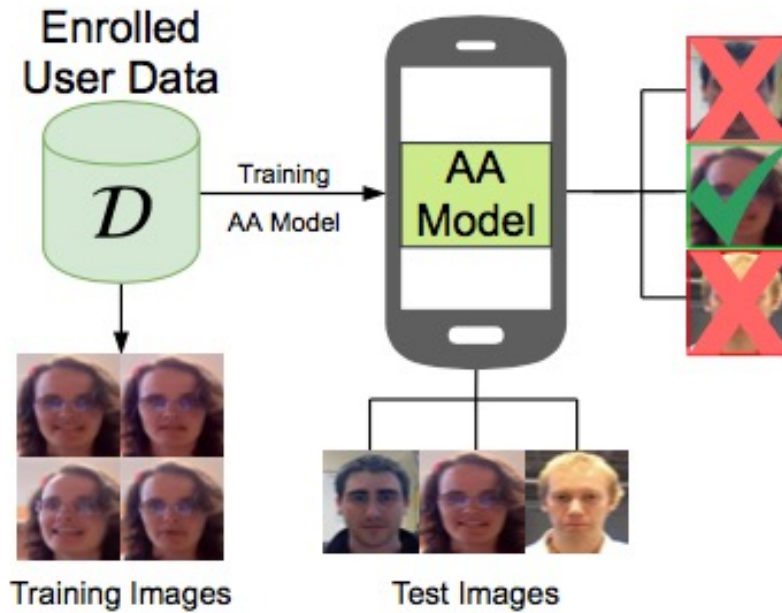 Enrolled
User Data
D
Training
AA Model
AA
Model
Training Images
Test Images